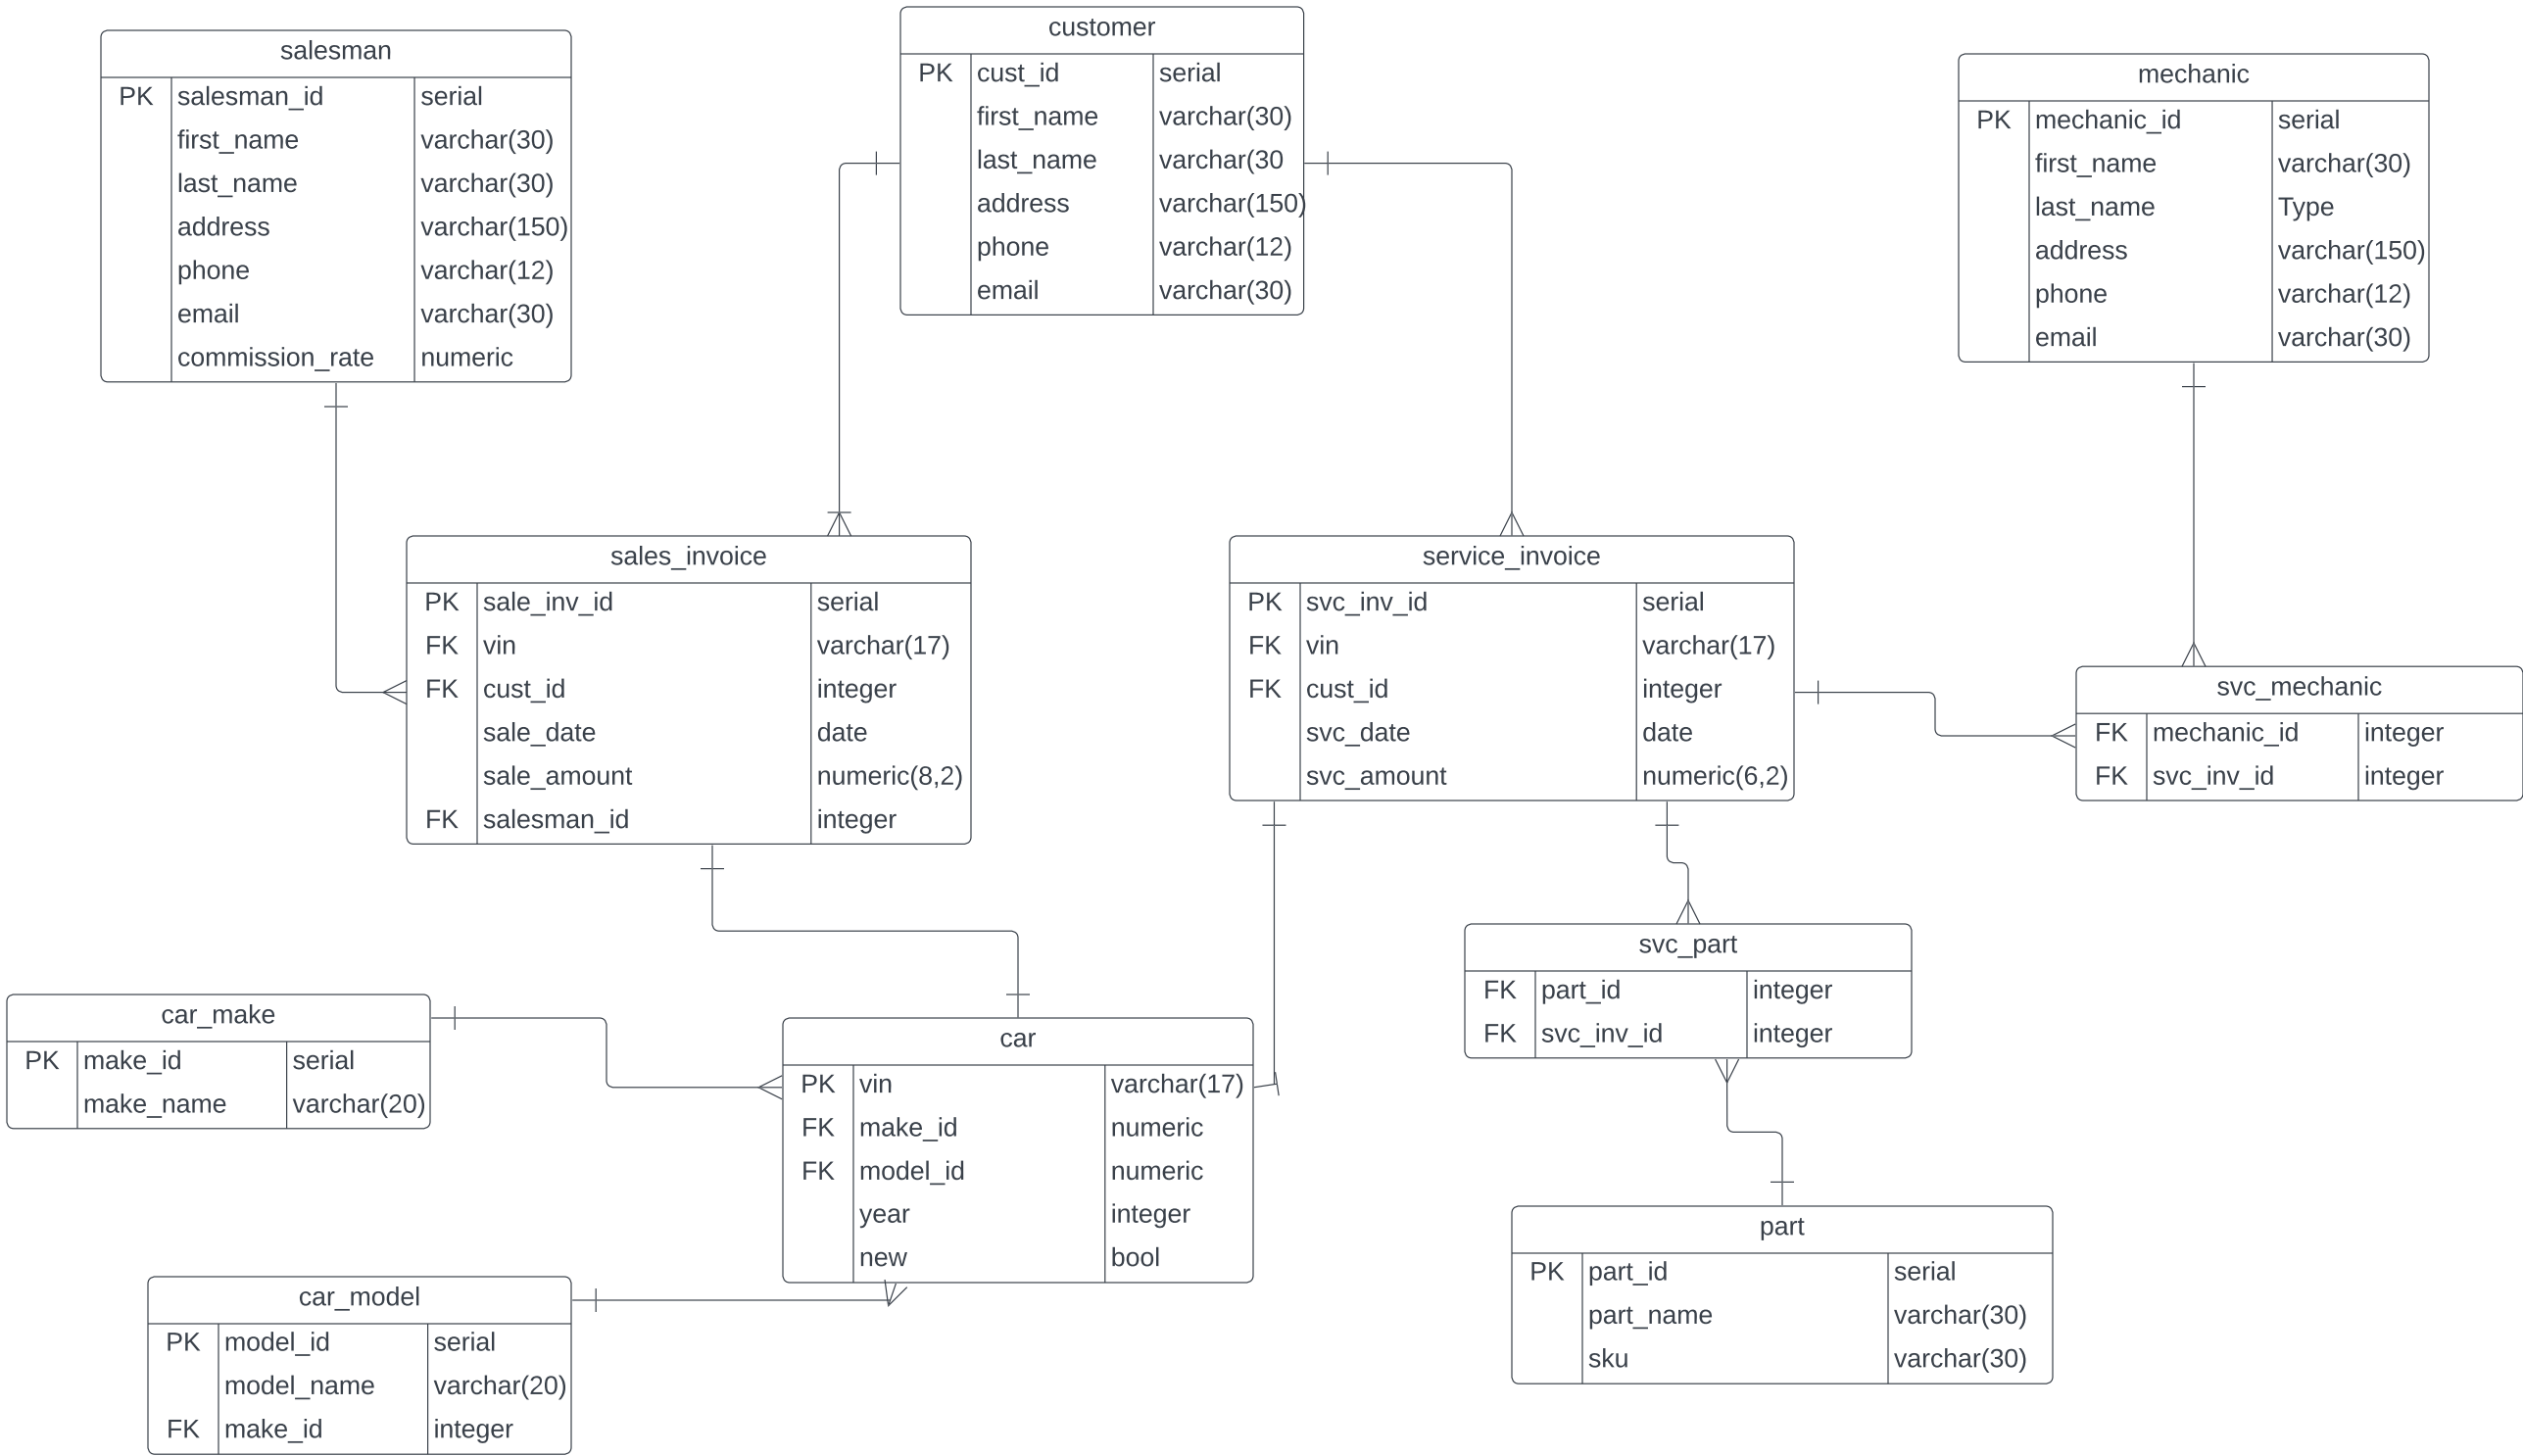 salesman
PK salesman_id serial
first_name varchar(30)
last_name varchar(30)
address varchar(150)
phone varchar(12)
email varchar(30)
commission_rate numeric
customer
PK cust_id serial
first_name varchar(30)
last_name varchar(30
address varchar(150)
phone varchar(12)
email varchar(30)
mechanic
PK mechanic_id serial
first_name varchar(30)
last_name Type
address varchar(150)
phone varchar(12)
email varchar(30)
sales_invoice
PK sale_inv_id serial
FK vin varchar(17)
FK cust_id integer
sale_date date
sale_amount numeric(8,2)
FK salesman_id integer
service_invoice
PK svc_inv_id serial
FK vin varchar(17)
FK cust_id integer
svc_date date
svc_amount numeric(6,2)
svc_mechanic
FK mechanic_id integer
FK svc_inv_id integer
svc_part
FK part_id integer
FK svc_inv_id integer
car_make
PK make_id serial
make_name varchar(20)
car
PK vin varchar(17)
FK make_id numeric
FK model_id numeric
year integer
new bool
part
PK part_id serial
part_name varchar(30)
sku varchar(30)
car_model
PK model_id serial
model_name varchar(20)
FK make_id integer